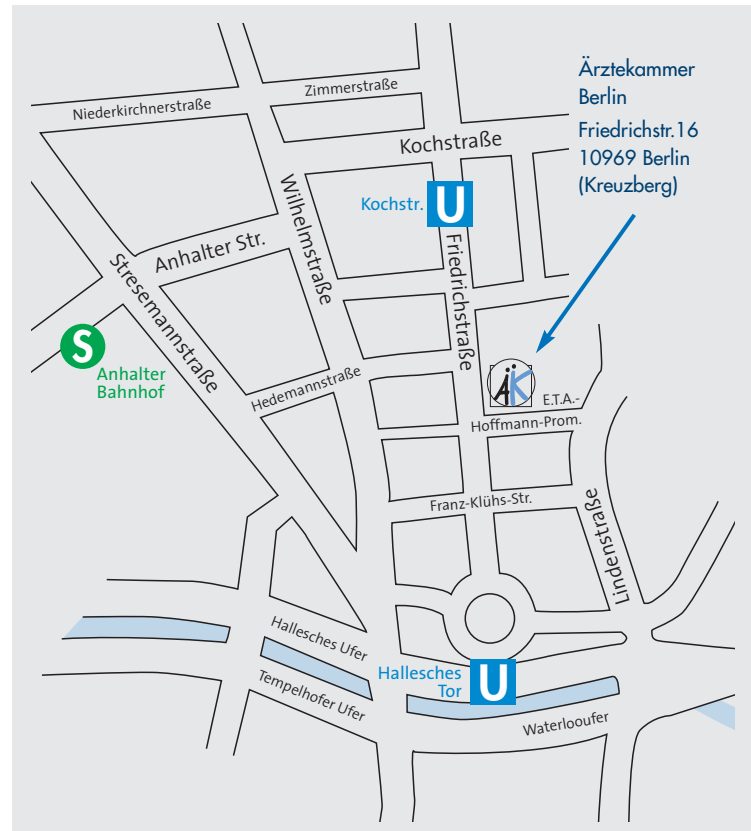 Ärztekammer
Berlin
Friedrichstr.16
10969 Berlin
(Kreuzberg)
Zimmerstraße
Niederkirchnerstraße
Kochstraße
Kochstr.
U
Wilhelmstraße
Anhalter Str.
Friedrichstraße
Stresemannstraße
S
Anhalter
Bahnhof
Hedemannstraße
ÄK
E.T.A.-
Hoffmann-Prom.
Franz-Klühs-Str.
Lindenstraße
Hallesches Ufer
Hallesches
Tor
U
Tempelhofer Ufer
Waterlooufer